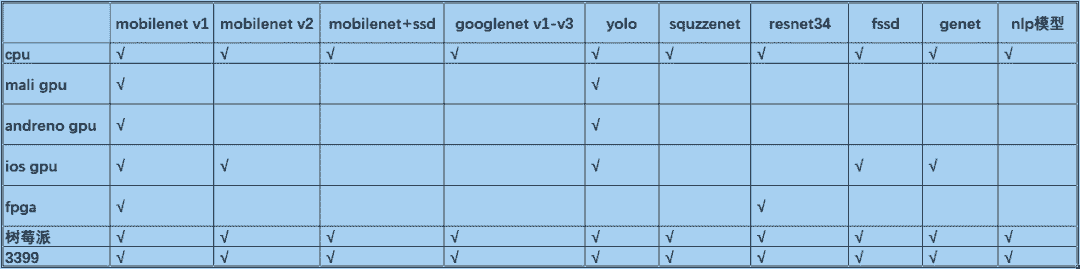 mobilenet v1 mobilenet v2 mobilenet+ssd googlenet v1-v3 yolo squzzenet resnet34 fssd genet nlp模型
cpu √ √ √ √ √ √ √ √ √ √
mali gpu √ √
andreno gpu √ √
ios gpu √ √ √ √ √
fpga √ √
树莓派 √ √ √ √ √ √ √ √ √ √
3399 √ √ √ √ √ √ √ √ √ √